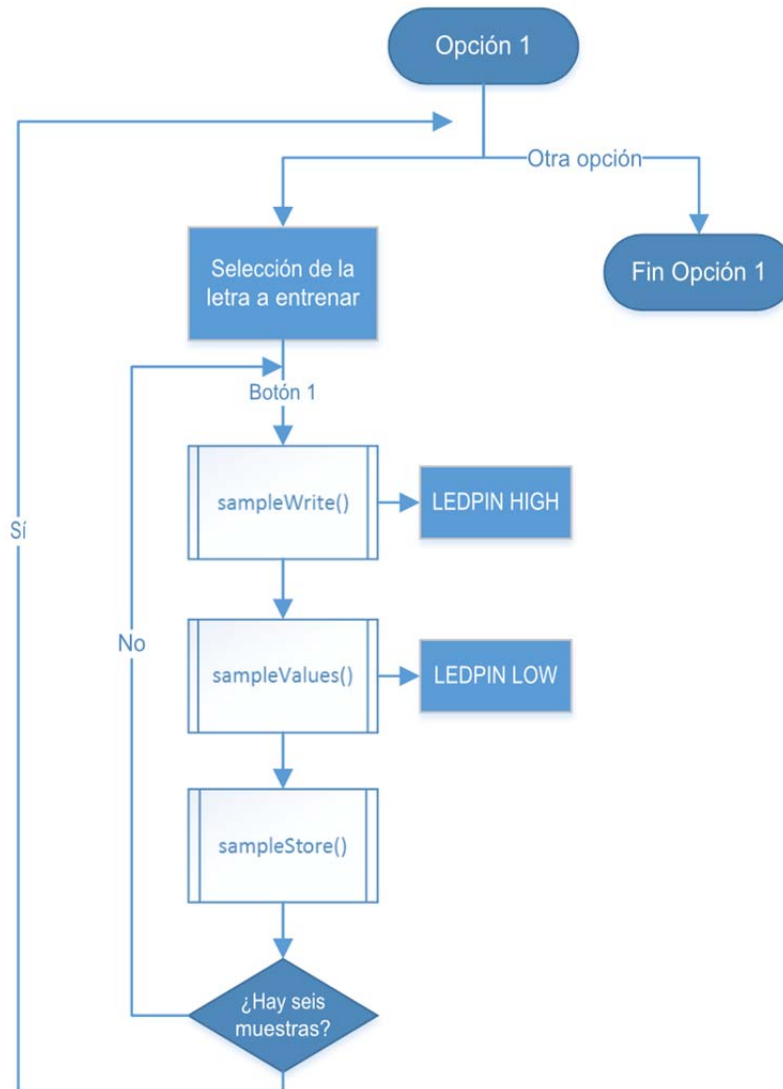 Opción 1
Otra opción
Selección de la
letra a entrenar
Fin Opción 1
Botón 1
sampleWrite()
LEDPIN HIGH
Sí
No
sampleValues()
LEDPIN LOW
sampleStore()
¿Hay seis
muestras?